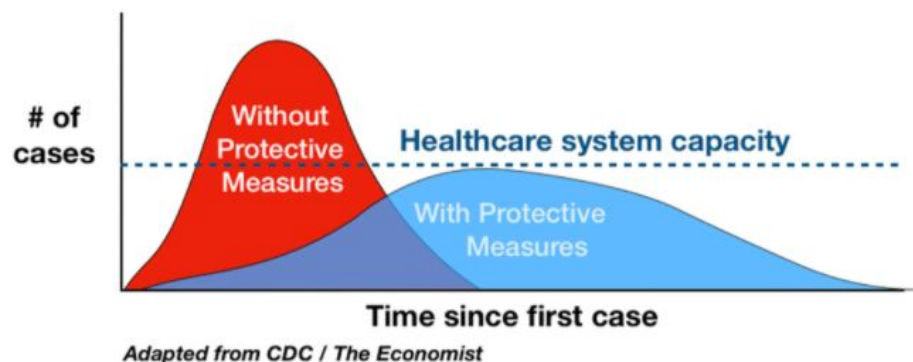 # of
cases
Without
Protective
Measures
Healthcare system capacity
With Protective
Measures
Time since first case
Adapted from CDC / The Economist